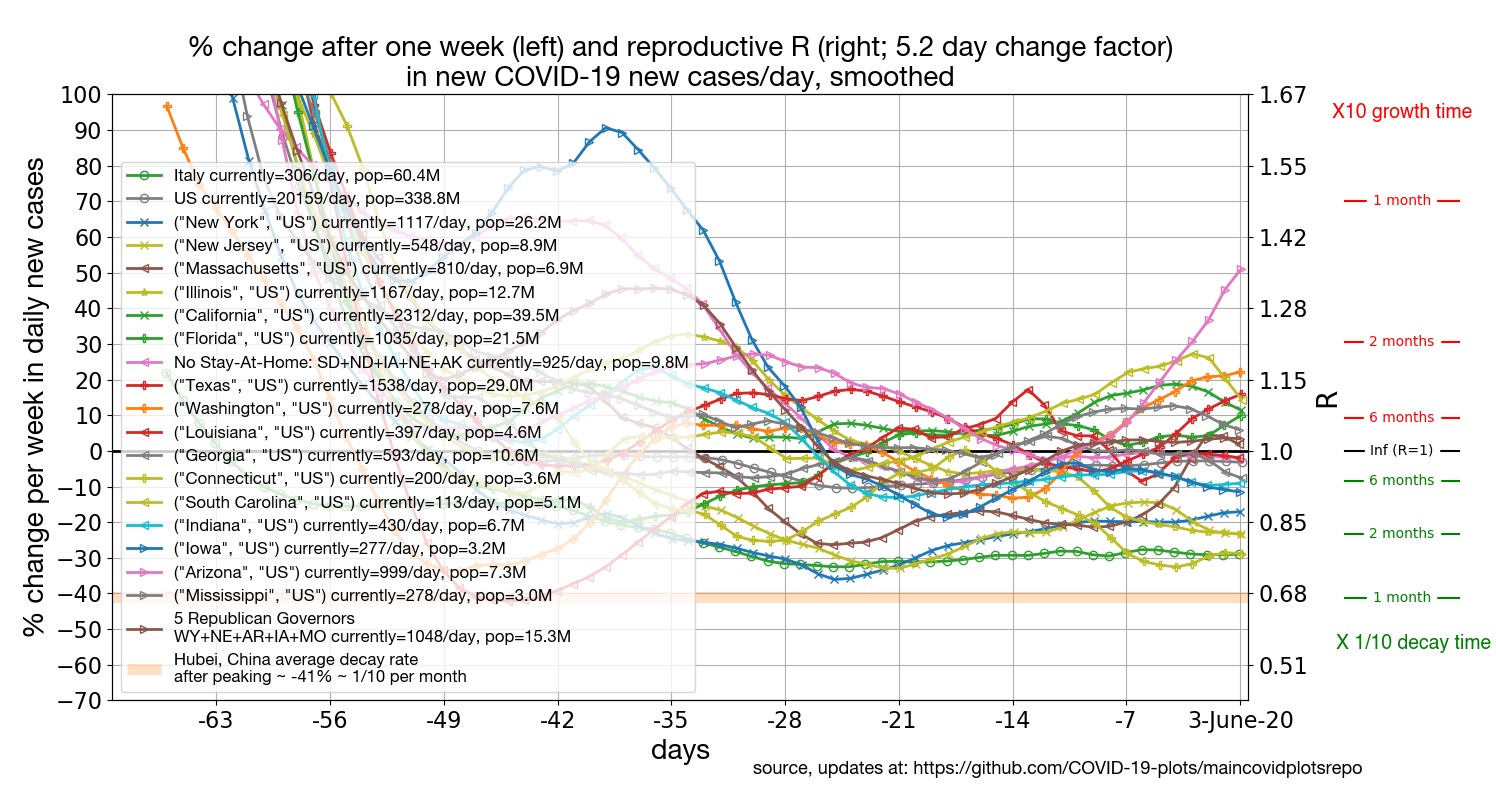 % change after one week (left) and reproductive R (right; 5.2 day change factor)
in new COVID-19 new cases/day, smoothed
% change per week in daily new cases
100
90
80
70
60
50
40
30
20
10
0
−10
−20
−30
−40
−50
−60
−70
Italy currently=306/day, pop=60.4M
US currently=20159/day, pop=338.8M
("New York", "US") currently=1117/day, pop=26.2M
("New Jersey", "US") currently=548/day, pop=8.9M
("Massachusetts", "US") currently=810/day, pop=6.9M
("Illinois", "US") currently=1167/day, pop=12.7M
("California", "US") currently=2312/day, pop=39.5M
("Florida", "US") currently=1035/day, pop=21.5M
No Stay-At-Home: SD+ND+IA+NE+AK currently=925/day, pop=9.8M
("Texas", "US") currently=1538/day, pop=29.0M
("Washington", "US") currently=278/day, pop=7.6M
("Louisiana", "US") currently=397/day, pop=4.6M
("Georgia", "US") currently=593/day, pop=10.6M
("Connecticut", "US") currently=200/day, pop=3.6M
("South Carolina", "US") currently=113/day, pop=5.1M
("Indiana", "US") currently=430/day, pop=6.7M
("Iowa", "US") currently=277/day, pop=3.2M
("Arizona", "US") currently=999/day, pop=7.3M
("Mississippi", "US") currently=278/day, pop=3.0M
5 Republican Governors
WY+NE+AR+IA+MO currently=1048/day, pop=15.3M
Hubei, China average decay rate
after peaking ~ -41% ~ 1/10 per month
-63
-56
-49
-42
-35
-28
-21
-14
-7
3-June-20
days
1.67
1.55
1.42
1.28
1.15
1.0
0.85
0.68
0.51
R
X10 growth time
1 month
2 months
6 months
Inf (R=1)
6 months
2 months
1 month
X 1/10 decay time
source, updates at: https://github.com/COVID-19-plots/maincovidplotsrepo